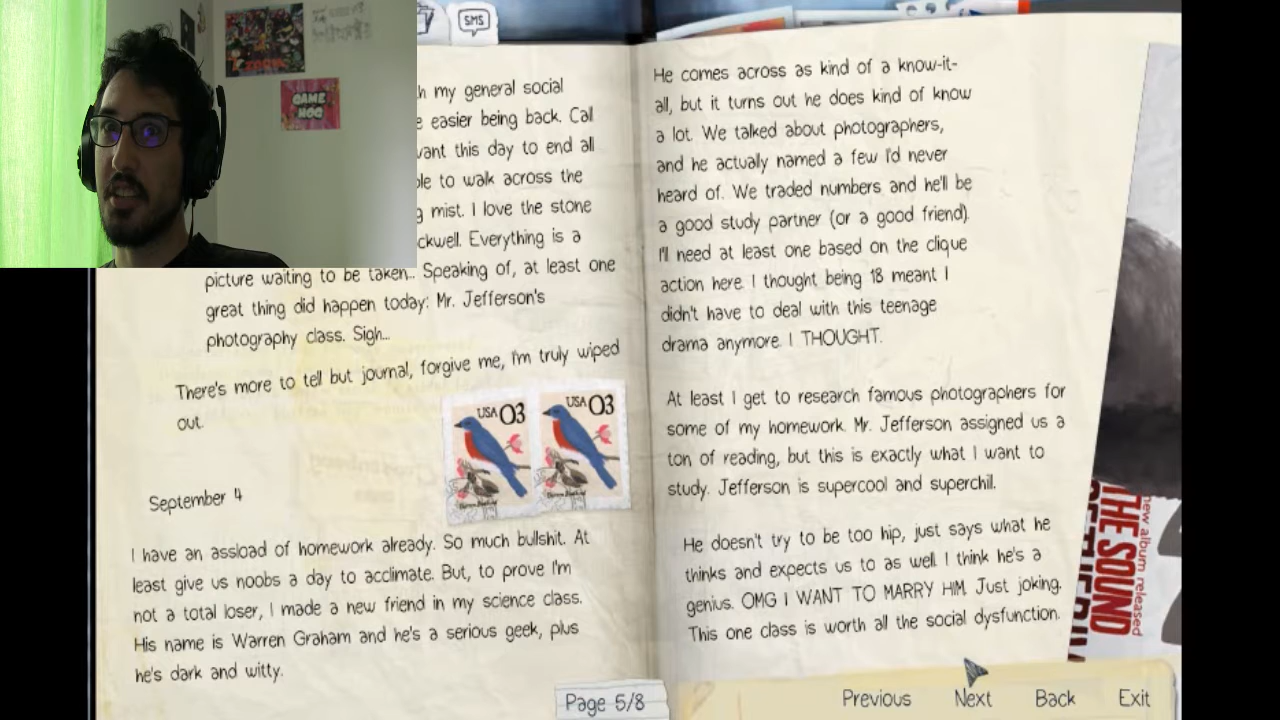 SMS
ZOOM
GAME
HOG
h my general social
e easier being back. Call
want this day to end all
ble to walk across the
g mist. I love the stone
ckwell. Everything is a
picture waiting to be taken... Speaking of, at least one
great thing did happen today: Mr. Jefferson's
photography class. Sigh...
There's more to tell but journal, forgive me, I'm truly wiped
out.
USA 03
USA 03
September 4
I have an assload of homework already. So much bullshit. At
least give us noobs a day to acclimate. But, to prove I'm
not a total loser, I made a new friend in my science class.
His name is Warren Graham and he's a serious geek, plus
he's dark and witty.
Page 5/8
He comes across as kind of a know-it-
all, but it turns out he does kind of know
a lot. We talked about photographers,
and he actually named a few I'd never
heard of. We traded numbers and he'll be
a good study partner (or a good friend).
I'll need at least one based on the clique
action here. I thought being 18 meant I
didn't have to deal with this teenage
drama anymore. I THOUGHT.
At least I get to research famous photographers for
some of my homework. Mr. Jefferson assigned us a
ton of reading, but this is exactly what I want to
study. Jefferson is supercool and superchil.
He doesn't try to be too hip, just says what he
thinks and expects us to as well. I think he's a
genius. OMG I WANT TO MARRY HIM. Just joking.
This one class is worth all the social dysfunction.
new album released
THE SOUND
Previous Next Back Exit